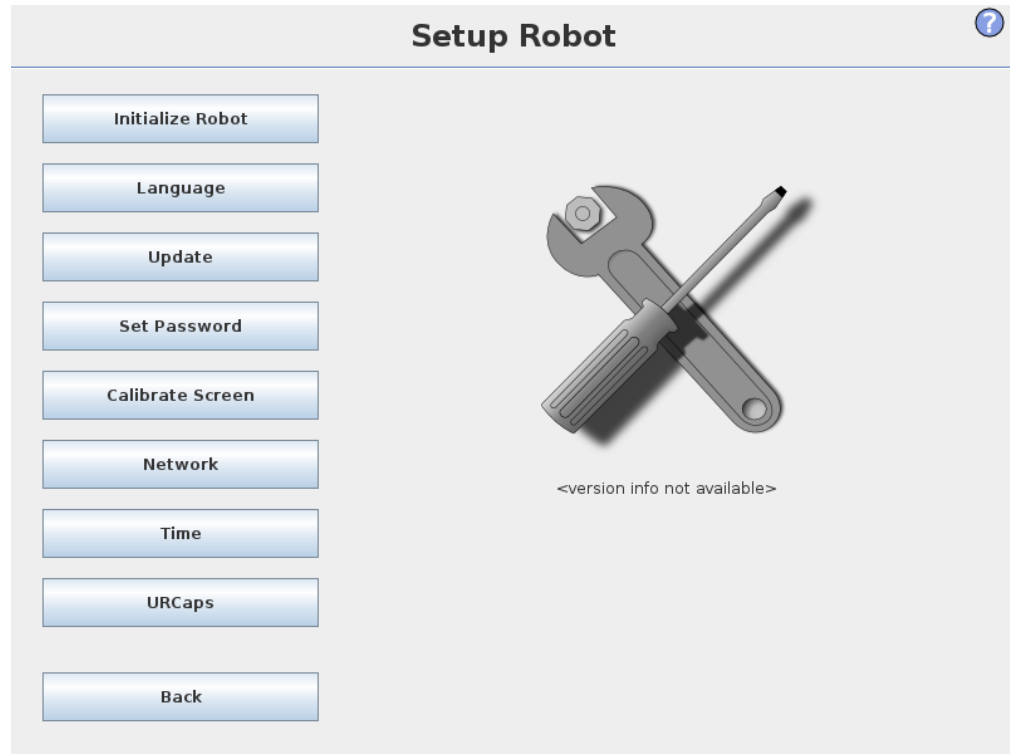 Setup Robot
?
Initialize Robot
Language
Update
Set Password
Calibrate Screen
Network
Time
URCaps
Back
<version info not available>